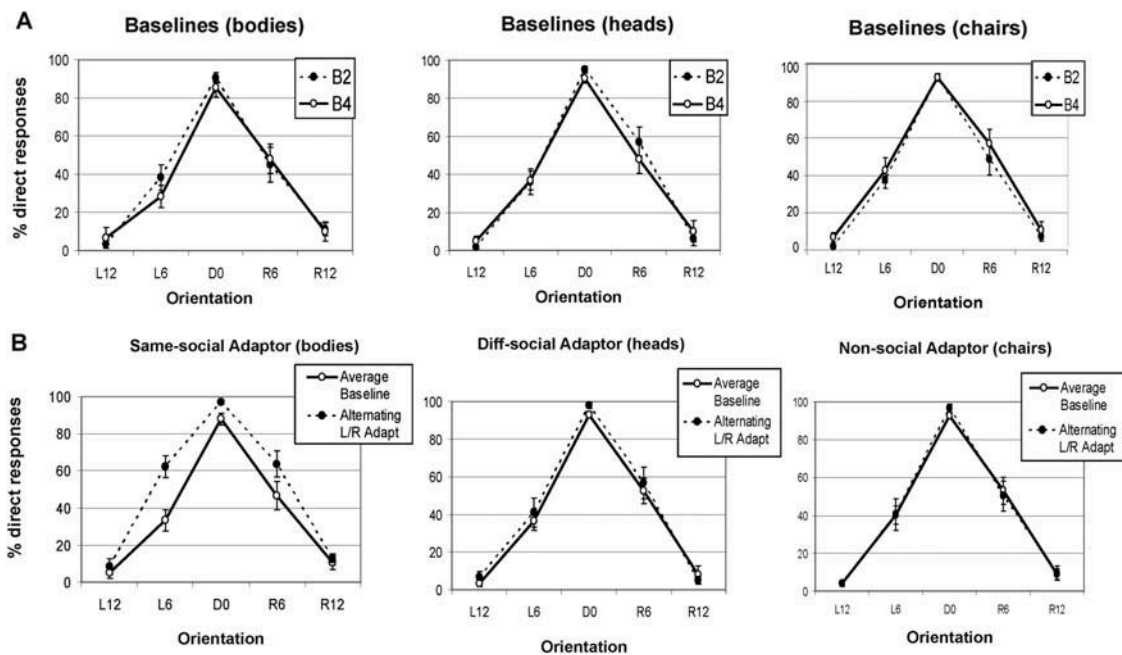 A
Baselines (bodies)
Baselines (heads)
Baselines (chairs)
% direct responses
100
80
60
40
20
0
B2
B4
L12 L6 D0 R6 R12
Orientation
100
80
60
40
20
0
B2
B4
L12 L6 D0 R6 R12
Orientation
100
80
60
40
20
0
B2
B4
L12 L6 D0 R6 R12
Orientation
B
Same-social Adaptor (bodies)
Diff-social Adaptor (heads)
Non-social Adaptor (chairs)
% direct responses
100
80
60
40
20
0
Average
Baseline
Alternating
L/R Adapt
L12 L6 D0 R6 R12
Orientation
100
80
60
40
20
0
Average
Baseline
Alternating
L/R Adapt
L12 L6 D0 R6 R12
Orientation
100
80
60
40
20
0
Average
Baseline
Alternating
L/R Adapt
L12 L6 D0 R6 R12
Orientation